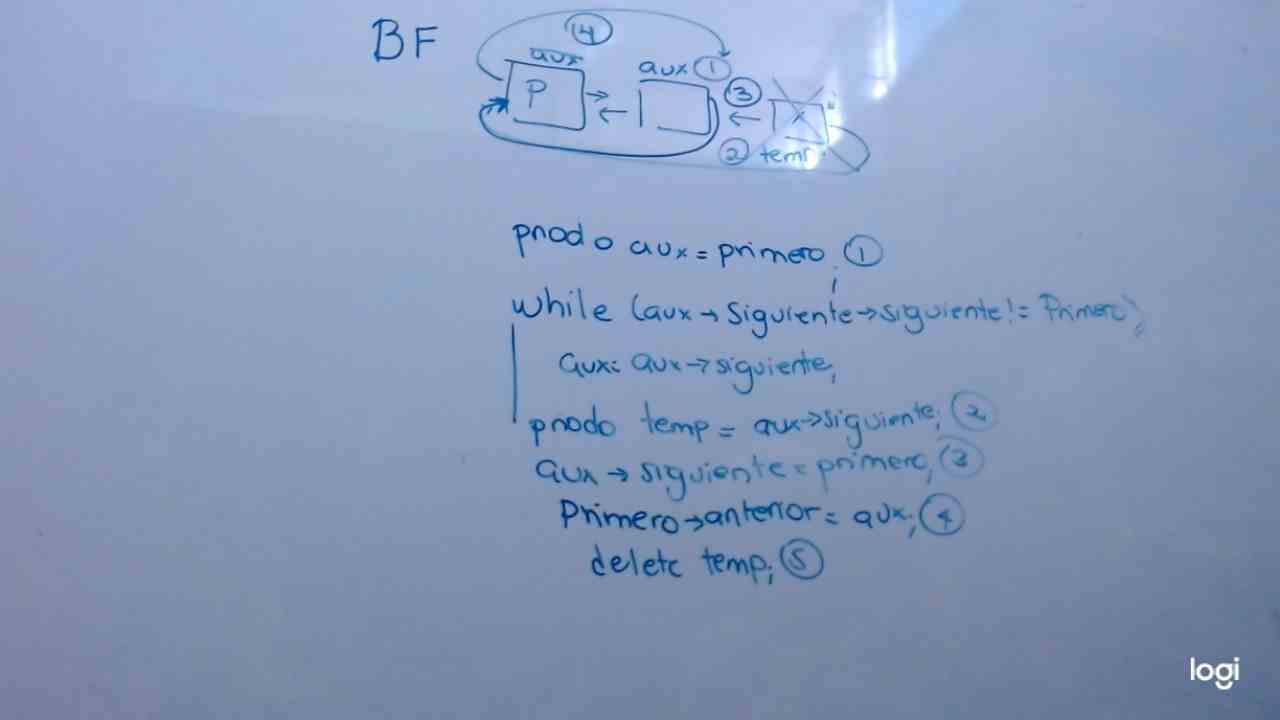 BF
4
aux
aux 1
P
3
2 temp
pnodo aux = primero; 1
while (aux → siguiente → siguiente != Primero)
aux = aux → siguiente;
pnodo temp = aux → siguiente; 2
aux → siguiente = primero; 3
Primero → anterior = aux; 4
delete temp; 5
logi